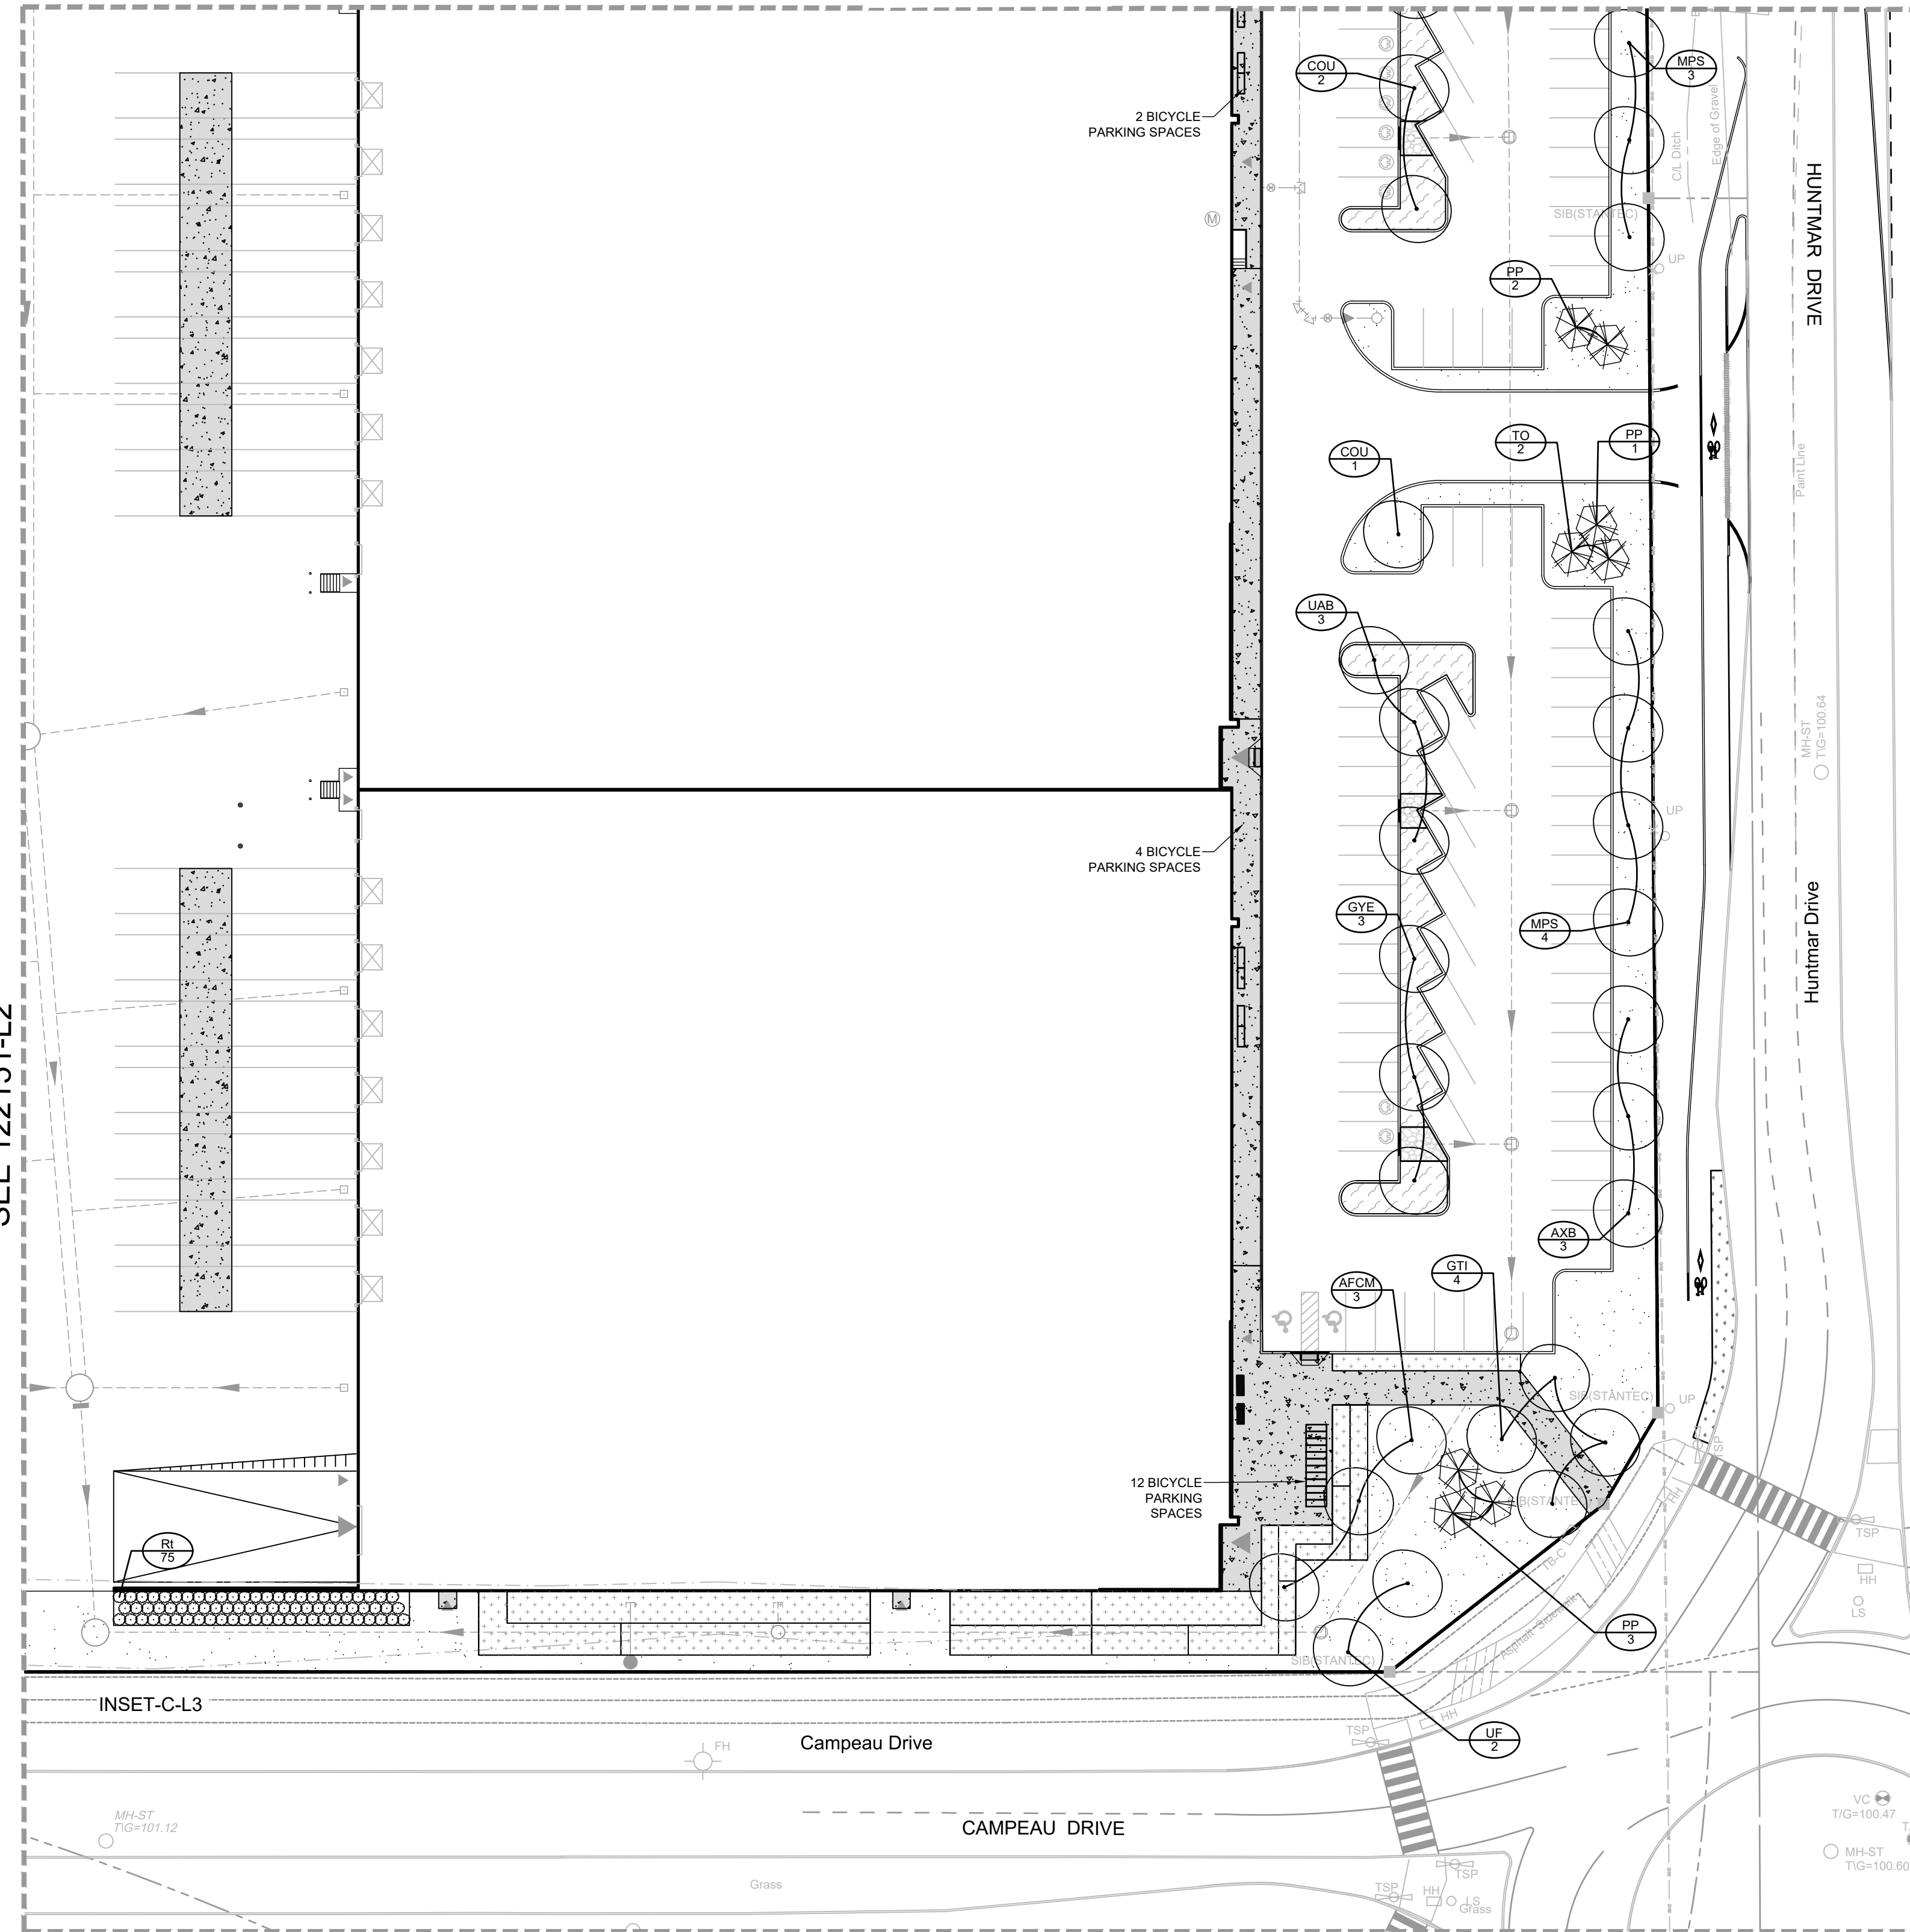 COU
2
MPS
3
2 BICYCLE
PARKING SPACES
C/L Ditch
Edge of Gravel
HUNTMAR DRIVE
M
SIB(STANTEC)
UP
PP
2
TO
2
PP
1
COU
1
Paint Line
UAB
3
MH-ST
T\G=100.64
UP
4 BICYCLE
PARKING SPACES
GYE
3
MPS
4
Huntmar Drive
AXB
3
GTI
4
AFCM
3
SIB(STANTEC)
UP
TSP
12 BICYCLE
PARKING
SPACES
HH
TSP
Rt
75
TB-C
HH
LS
PP
3
Asphalt Sidewalk
SIB(STANTEC)
INSET-C-L3
HH
TSP
UF
2
Campeau Drive
FH
MH-ST
T\G=101.12
VC
T/G=100.47
CAMPEAU DRIVE
MH-ST
T\G=100.60
TSP
Grass
TSP
HH
LS
Grass